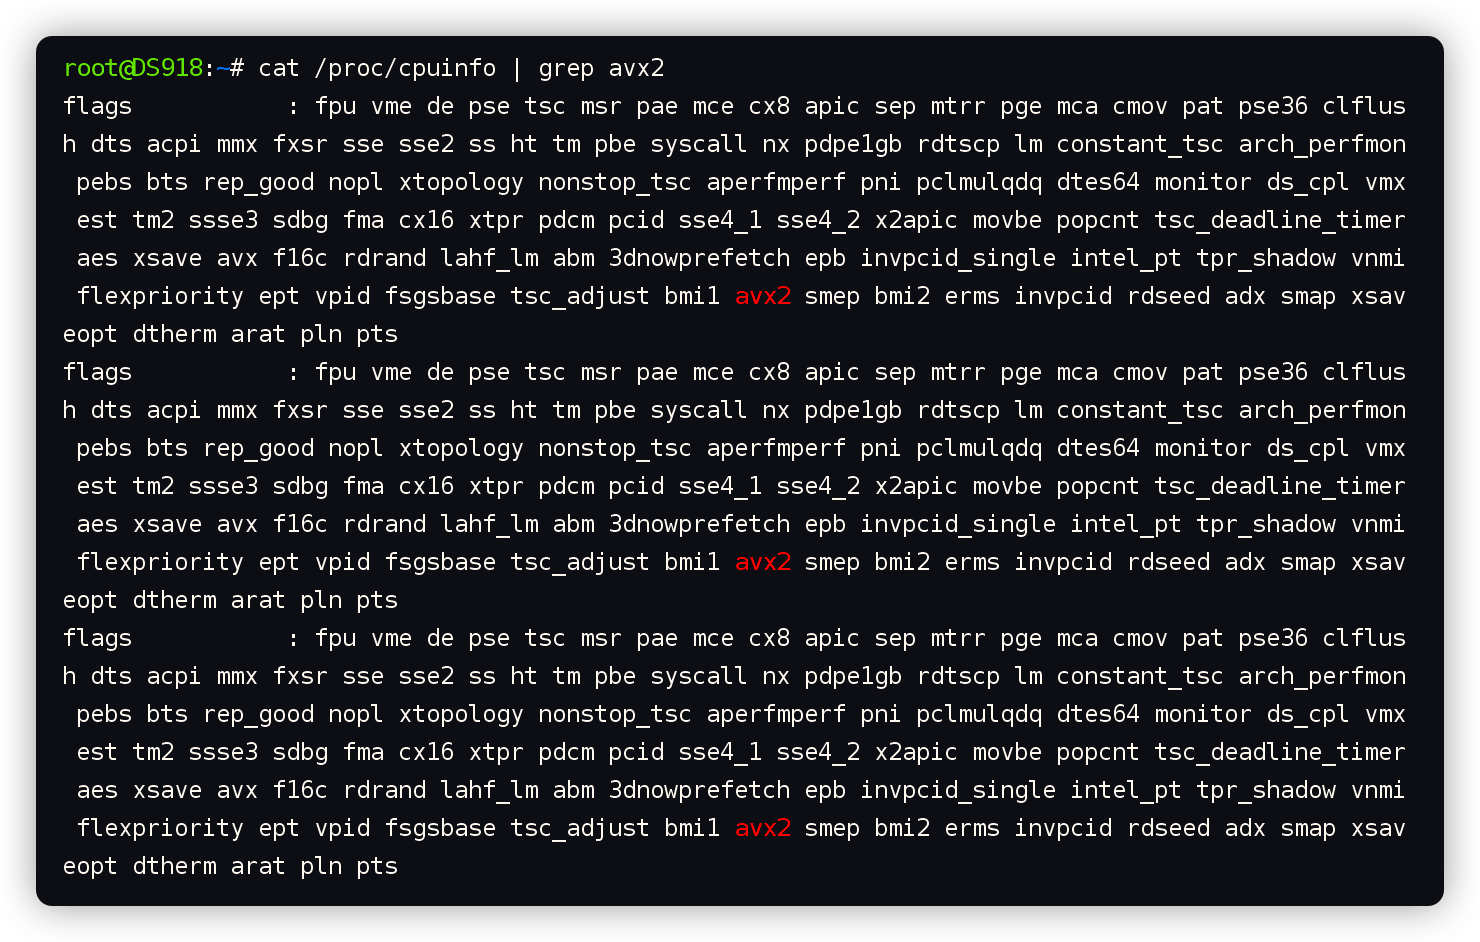 root@DS918:~# cat /proc/cpuinfo | grep avx2
flags           : fpu vme de pse tsc msr pae mce cx8 apic sep mtrr pge mca cmov pat pse36 clflus
h dts acpi mmx fxsr sse sse2 ss ht tm pbe syscall nx pdpe1gb rdtscp lm constant_tsc arch_perfmon
 pebs bts rep_good nopl xtopology nonstop_tsc aperfmperf pni pclmulqdq dtes64 monitor ds_cpl vmx
 est tm2 ssse3 sdbg fma cx16 xtpr pdcm pcid sse4_1 sse4_2 x2apic movbe popcnt tsc_deadline_timer
 aes xsave avx f16c rdrand lahf_lm abm 3dnowprefetch epb invpcid_single intel_pt tpr_shadow vnmi
 flexpriority ept vpid fsgsbase tsc_adjust bmi1 avx2 smep bmi2 erms invpcid rdseed adx smap xsav
eopt dtherm arat pln pts
flags           : fpu vme de pse tsc msr pae mce cx8 apic sep mtrr pge mca cmov pat pse36 clflus
h dts acpi mmx fxsr sse sse2 ss ht tm pbe syscall nx pdpe1gb rdtscp lm constant_tsc arch_perfmon
 pebs bts rep_good nopl xtopology nonstop_tsc aperfmperf pni pclmulqdq dtes64 monitor ds_cpl vmx
 est tm2 ssse3 sdbg fma cx16 xtpr pdcm pcid sse4_1 sse4_2 x2apic movbe popcnt tsc_deadline_timer
 aes xsave avx f16c rdrand lahf_lm abm 3dnowprefetch epb invpcid_single intel_pt tpr_shadow vnmi
 flexpriority ept vpid fsgsbase tsc_adjust bmi1 avx2 smep bmi2 erms invpcid rdseed adx smap xsav
eopt dtherm arat pln pts
flags           : fpu vme de pse tsc msr pae mce cx8 apic sep mtrr pge mca cmov pat pse36 clflus
h dts acpi mmx fxsr sse sse2 ss ht tm pbe syscall nx pdpe1gb rdtscp lm constant_tsc arch_perfmon
 pebs bts rep_good nopl xtopology nonstop_tsc aperfmperf pni pclmulqdq dtes64 monitor ds_cpl vmx
 est tm2 ssse3 sdbg fma cx16 xtpr pdcm pcid sse4_1 sse4_2 x2apic movbe popcnt tsc_deadline_timer
 aes xsave avx f16c rdrand lahf_lm abm 3dnowprefetch epb invpcid_single intel_pt tpr_shadow vnmi
 flexpriority ept vpid fsgsbase tsc_adjust bmi1 avx2 smep bmi2 erms invpcid rdseed adx smap xsav
eopt dtherm arat pln pts